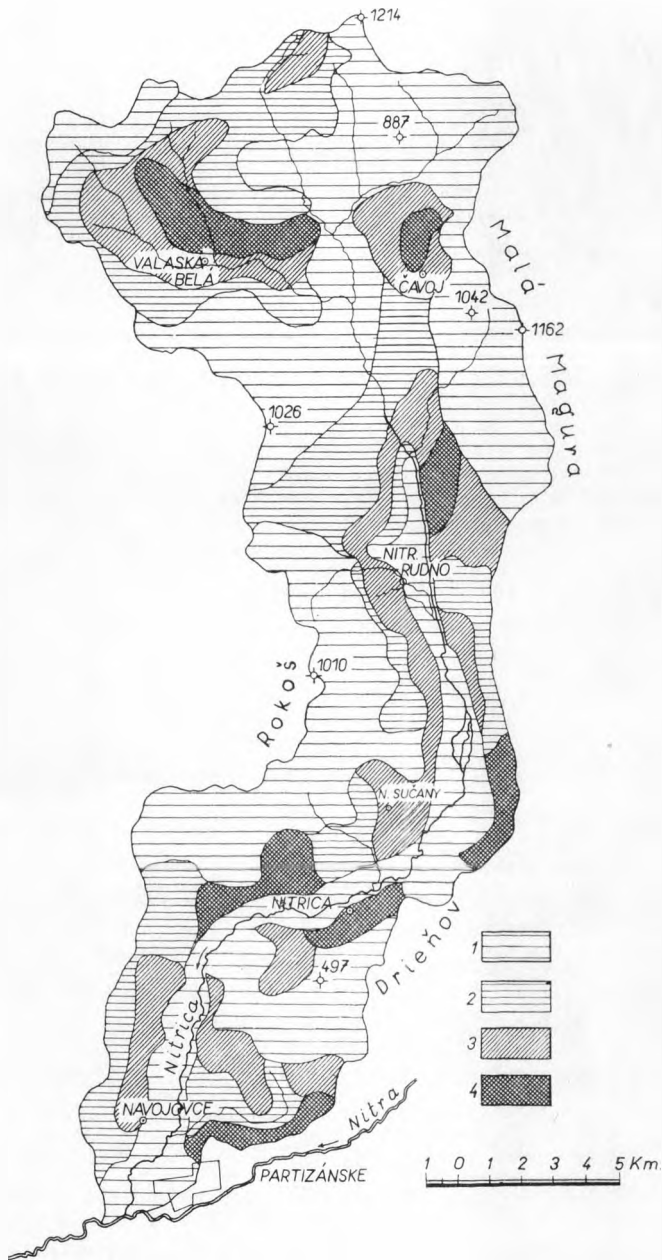 1214
887
VALASKA
BELÁ
ČAVOJ
Malá Magura
1042
1162
1026
NITR.
RUDNO
Rokoš
1010
N. SUČANY
NITRICA
Drieňov
497
Nitrica
NAVOJOVCE
Nitra
PARTIZÁNSKE
1
2
3
4
1 0 1 2 3 4 5 Km.